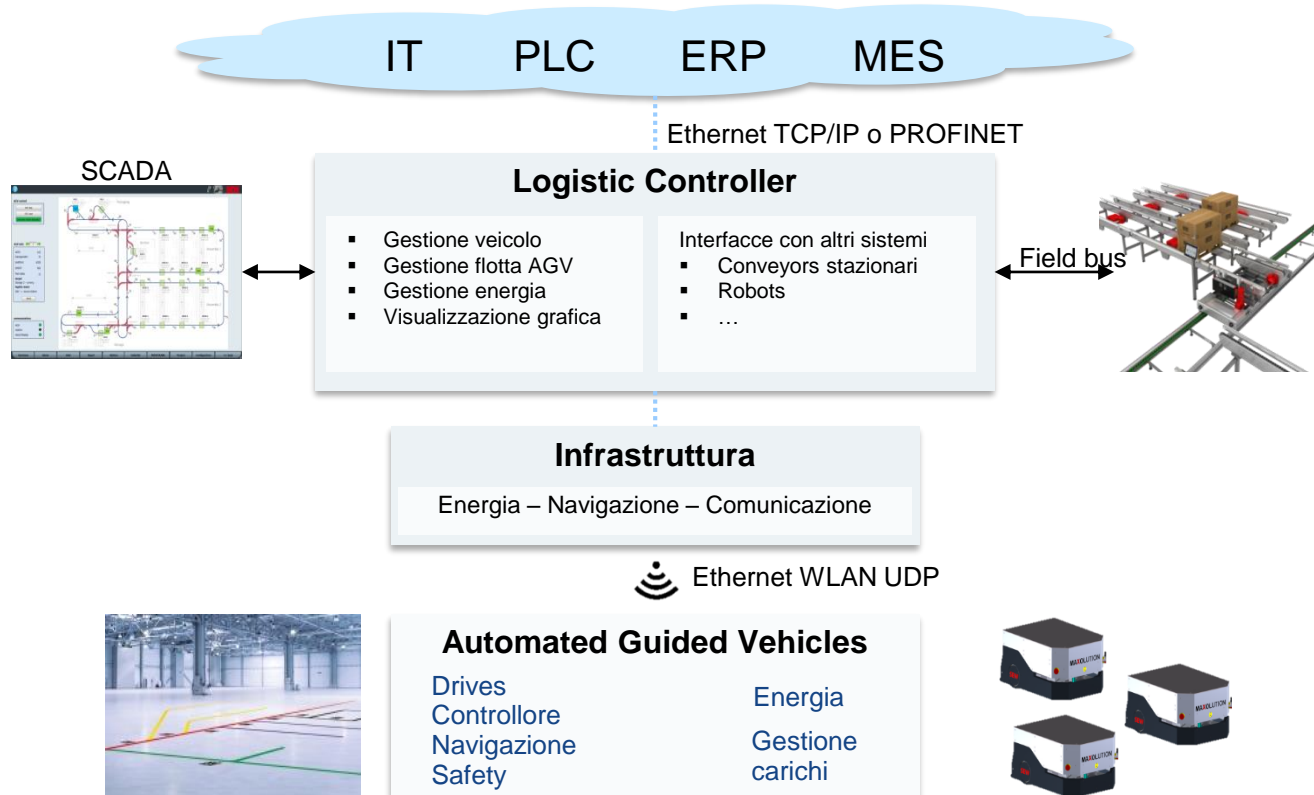 IT PLC ERP MES
Ethernet TCP/IP o PROFINET
SCADA
Logistic Controller
▪ Gestione veicolo
▪ Gestione flotta AGV
▪ Gestione energia
▪ Visualizzazione grafica
Interfacce con altri sistemi
▪ Conveyors stazionari
▪ Robots
▪ …
Field bus
Infrastruttura
Energia – Navigazione – Comunicazione
Ethernet WLAN UDP
Automated Guided Vehicles
Drives
Controllore
Navigazione
Safety
Energia
Gestione
carichi
MAXOLUTION
MAXOLUTION
MAXOLUTION